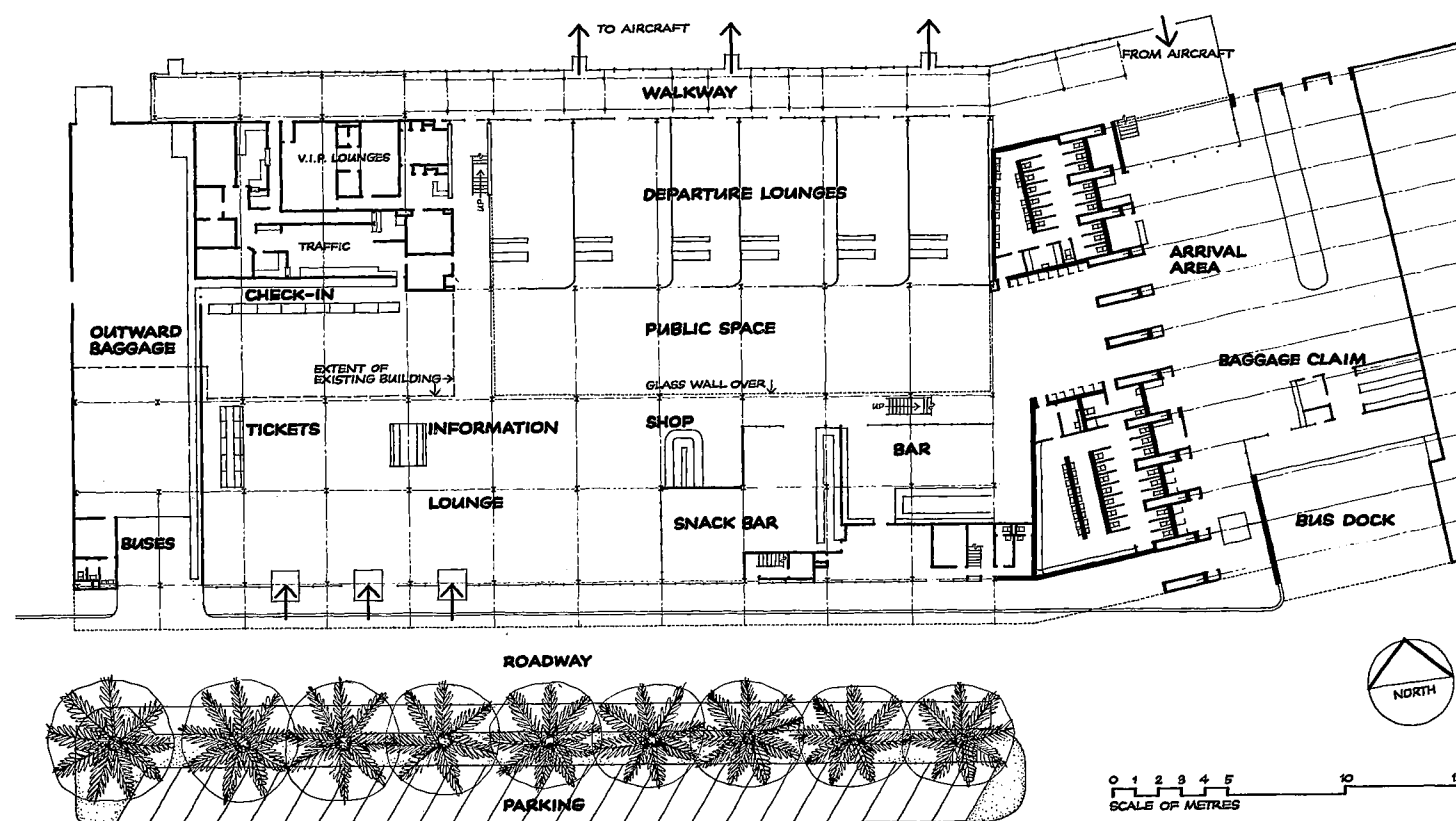 TO AIRCRAFT
FROM AIRCRAFT
WALKWAY
V.I.P. LOUNGES
UP
DEPARTURE LOUNGES
TRAFFIC
ARRIVAL
AREA
CHECK-IN
OUTWARD
BAGGAGE
PUBLIC SPACE
BAGGAGE CLAIM
EXTENT OF
EXISTING BUILDING
GLASS WALL OVER
UP
TICKETS
INFORMATION
SHOP
BAR
LOUNGE
SNACK BAR
BUS DOCK
BUSES
ROADWAY
NORTH
PARKING
0 1 2 3 4 5 10
SCALE OF METRES